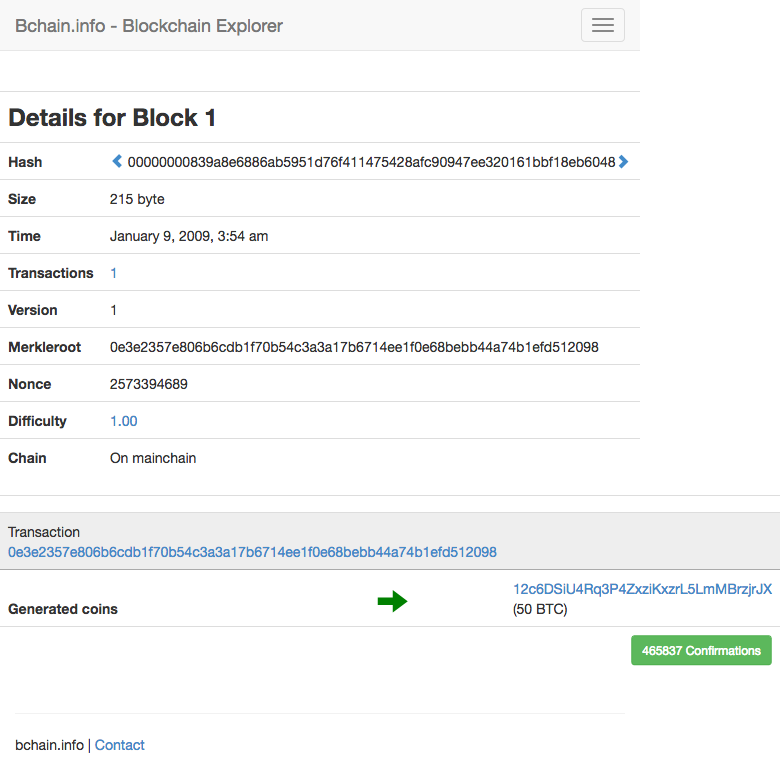 Bchain.info - Blockchain Explorer
Details for Block 1
Hash 00000000839a8e6886ab5951d76f411475428afc90947ee320161bbf18eb6048
Size 215 byte
Time January 9, 2009, 3:54 am
Transactions 1
Version 1
Merkleroot 0e3e2357e806b6cdb1f70b54c3a3a17b6714ee1f0e68bebb44a74b1efd512098
Nonce 2573394689
Difficulty 1.00
Chain On mainchain
Transaction
0e3e2357e806b6cdb1f70b54c3a3a17b6714ee1f0e68bebb44a74b1efd512098
12c6DSiU4Rq3P4ZxziKxzrL5LmMBrzjrJX
Generated coins (50 BTC)
465837 Confirmations
bchain.info | Contact